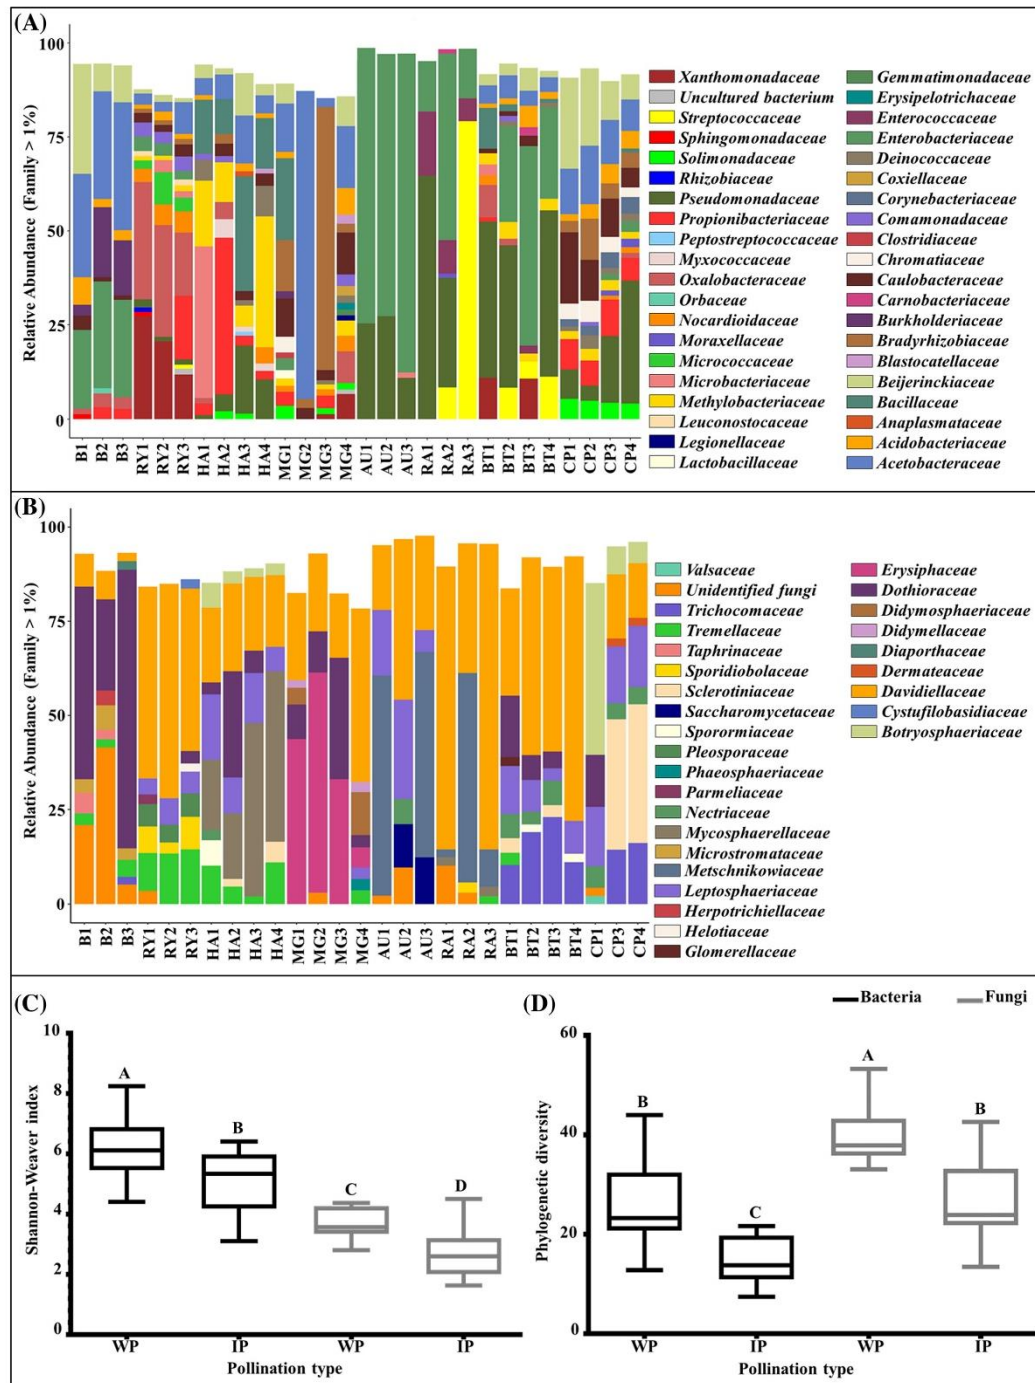 (A)
Relative Abundance (Family > 1%)
100
75
50
25
0
B1 B2 B3 RY1 RY2 RY3 HA1 HA2 HA3 HA4 MG1 MG2 MG3 MG4 AU1 AU2 AU3 RA1 RA2 RA3 BT1 BT2 BT3 BT4 CP1 CP2 CP3 CP4
Xanthomonadaceae
Uncultured bacterium
Streptococcaceae
Sphingomonadaceae
Solimonadaceae
Rhizobiaceae
Pseudomonadaceae
Propionibacteriaceae
Peptostreptococcaceae
Myxococcaceae
Oxalobacteraceae
Orbaceae
Nocardioidaceae
Moraxellaceae
Micrococcaceae
Microbacteriaceae
Methylobacteriaceae
Leuconostocaceae
Legionellaceae
Lactobacillaceae
Gemmatimonadaceae
Erysipelotrichaceae
Enterococcaceae
Enterobacteriaceae
Deinococcaceae
Coxiellaceae
Corynebacteriaceae
Comamonadaceae
Clostridiaceae
Chromatiaceae
Caulobacteraceae
Carnobacteriaceae
Burkholderiaceae
Bradyrhizobiaceae
Blastocatellaceae
Beijerinckiaceae
Bacillaceae
Anaplasmataceae
Acidobacteriaceae
Acetobacteraceae
(B)
Relative Abundance (Family > 1%)
100
75
50
25
0
B1 B2 B3 RY1 RY2 RY3 HA1 HA2 HA3 HA4 MG1 MG2 MG3 MG4 AU1 AU2 AU3 RA1 RA2 RA3 BT1 BT2 BT3 BT4 CP1 CP3 CP4
Valsaceae
Unidentified fungi
Trichocomaceae
Tremellaceae
Taphrinaceae
Sporidiobolaceae
Sclerotiniaceae
Saccharomycetaceae
Sporormiaceae
Pleosporaceae
Phaeosphaeriaceae
Parmeliaceae
Nectriaceae
Mycosphaerellaceae
Microstromataceae
Metschnikowiaceae
Leptosphaeriaceae
Herpotrichiellaceae
Helotiaceae
Glomerellaceae
Erysiphaceae
Dothioraceae
Didymosphaeriaceae
Didymellaceae
Diaporthaceae
Dermateaceae
Davidiellaceae
Cystufilobasidiaceae
Botryosphaeriaceae
(C)
Shannon-Weaver index
10
8
6
4
2
0
A
B
C
D
WP IP WP IP
Pollination type
(D)
Bacteria Fungi
Phylogenetic diversity
60
40
20
0
B
C
A
B
WP IP WP IP
Pollination type